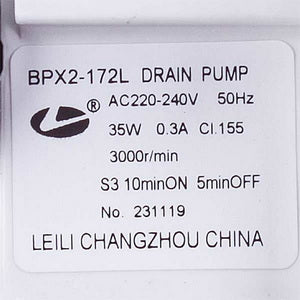 BPX2-172L DRAIN PUMP
®
AC220-240V 50Hz
35W 0.3A Cl.155
3000r/min
S3 10minON 5minOFF
No. 231119
LEILI CHANGZHOU CHINA